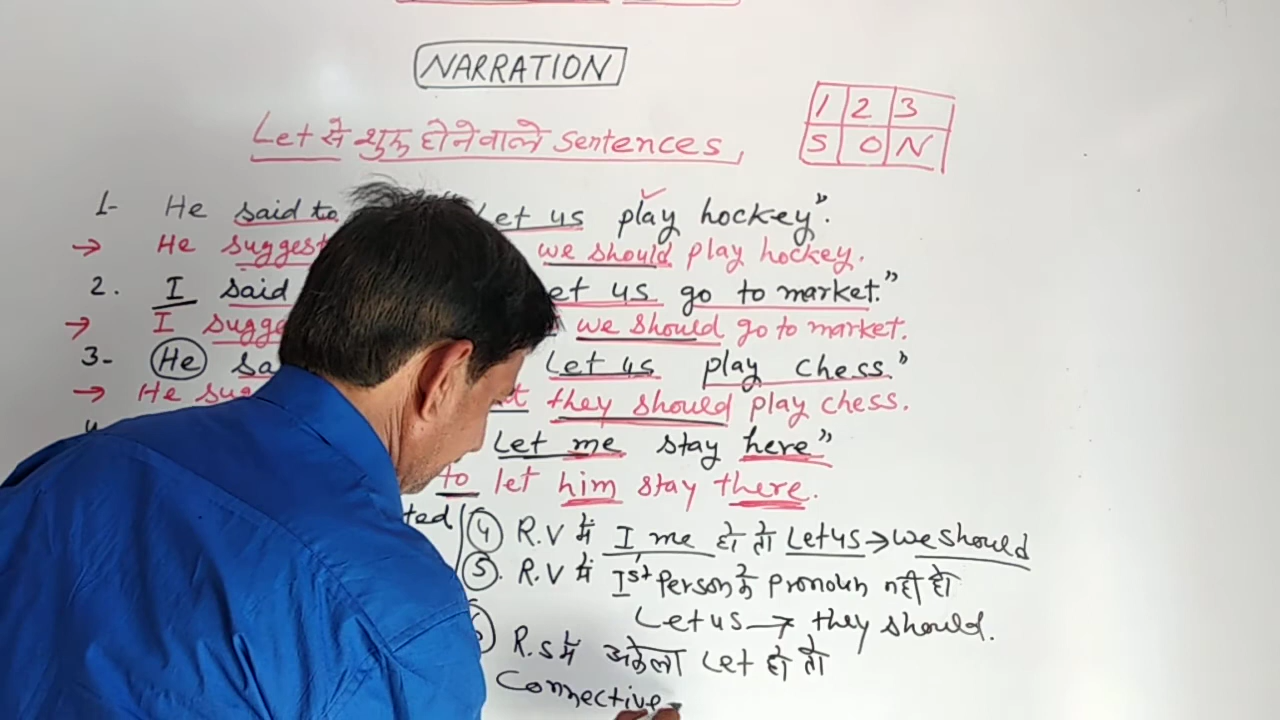 NARRATION
1 2 3
S O N
Let से शुरू होने वाले Sentences,
1- He said to Let us play hockey".
→ He suggest we should play hockey.
2. I said et us go to market."
→ I sugge we should go to market.
3- He sa Let us play chess"
→ He sug they should play chess.
Let me stay here"
to let him stay there.
ted
④ R.V में I me हो तो Let us → we should
⑤. R.V में Ist Person के pronoun नहीं हो
Let us → they should.
R.S में अकेला Let हो तो
Connective